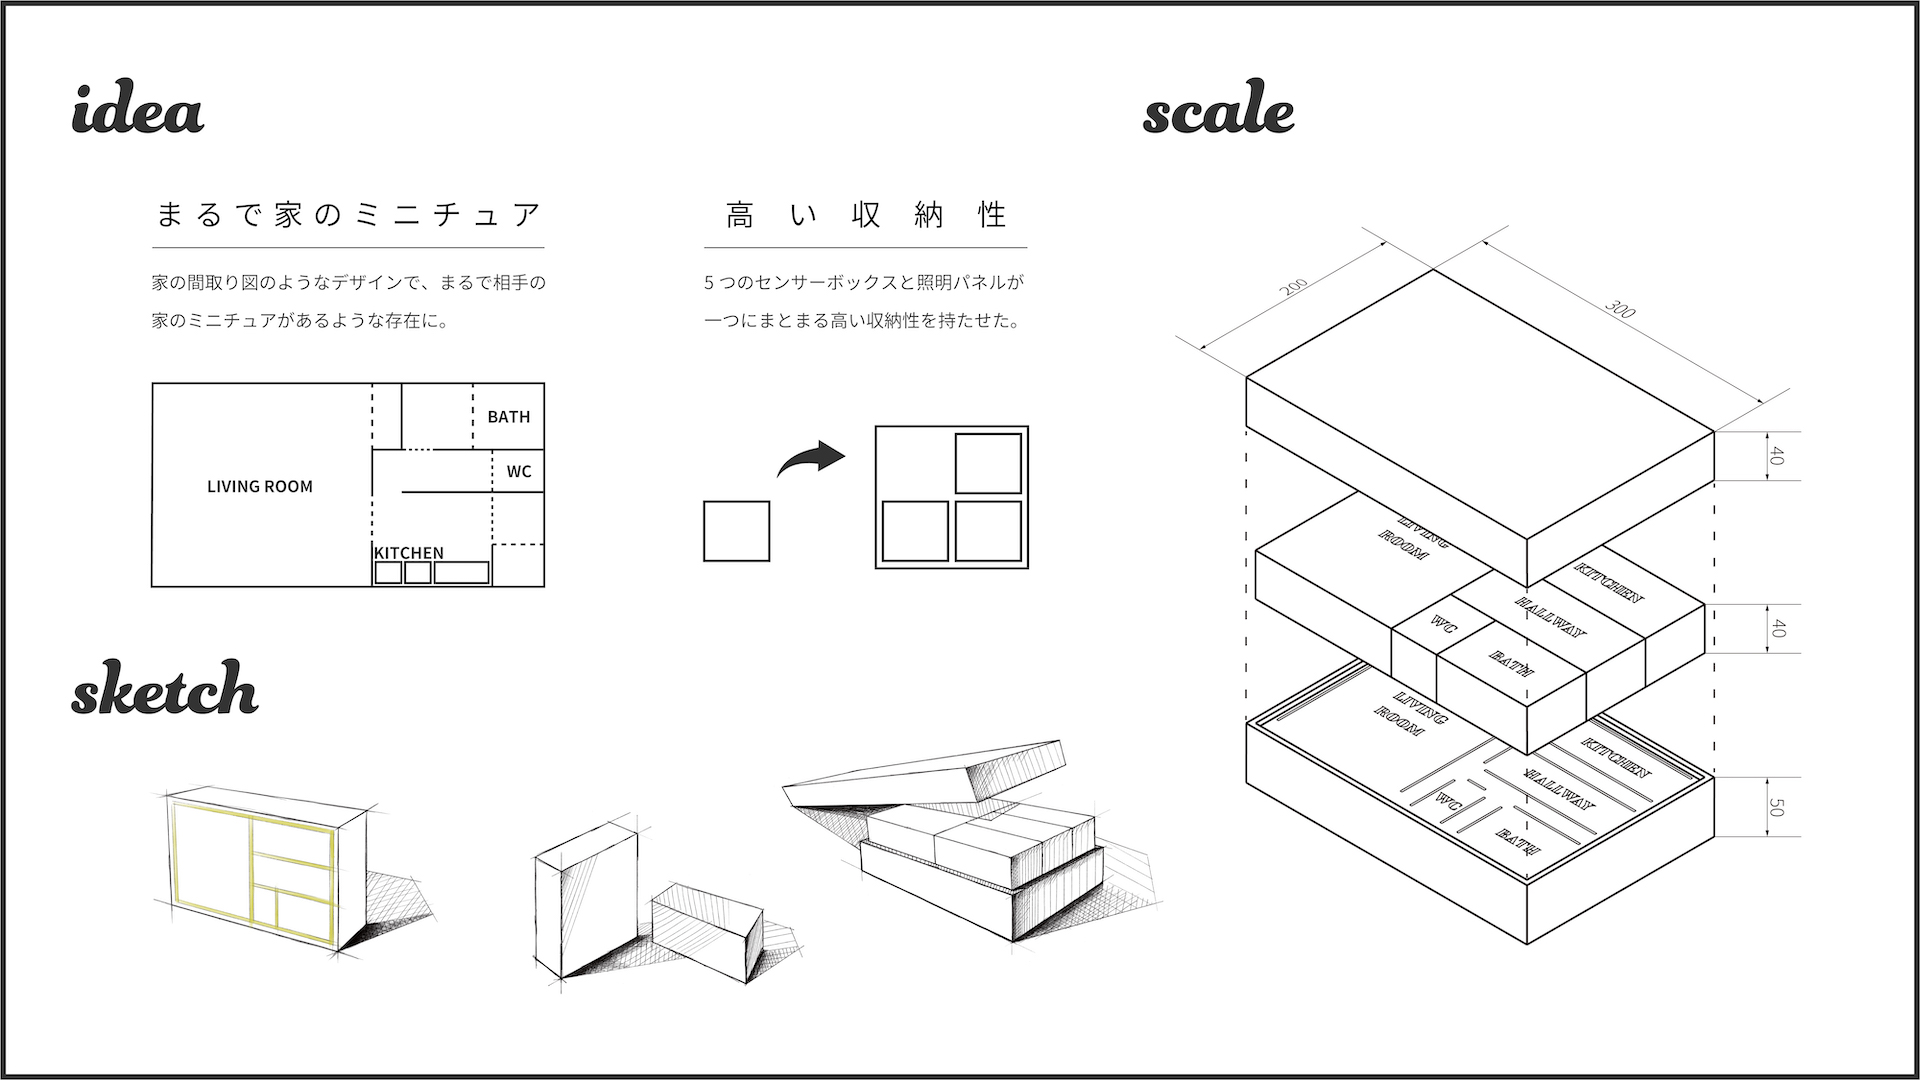 idea
まるで家のミニチュア
家の間取り図のようなデザインで、まるで相手の
家のミニチュアがあるような存在に。
LIVING ROOM
BATH
WC
KITCHEN
高い収納性
5つのセンサーボックスと照明パネルが
一つにまとまる高い収納性を持たせた。
sketch
scale
200
300
40
LIVING
ROOM
KITCHEN
HALLWAY
WC
BATH
40
LIVING
ROOM
KITCHEN
HALLWAY
WC
BATH
50